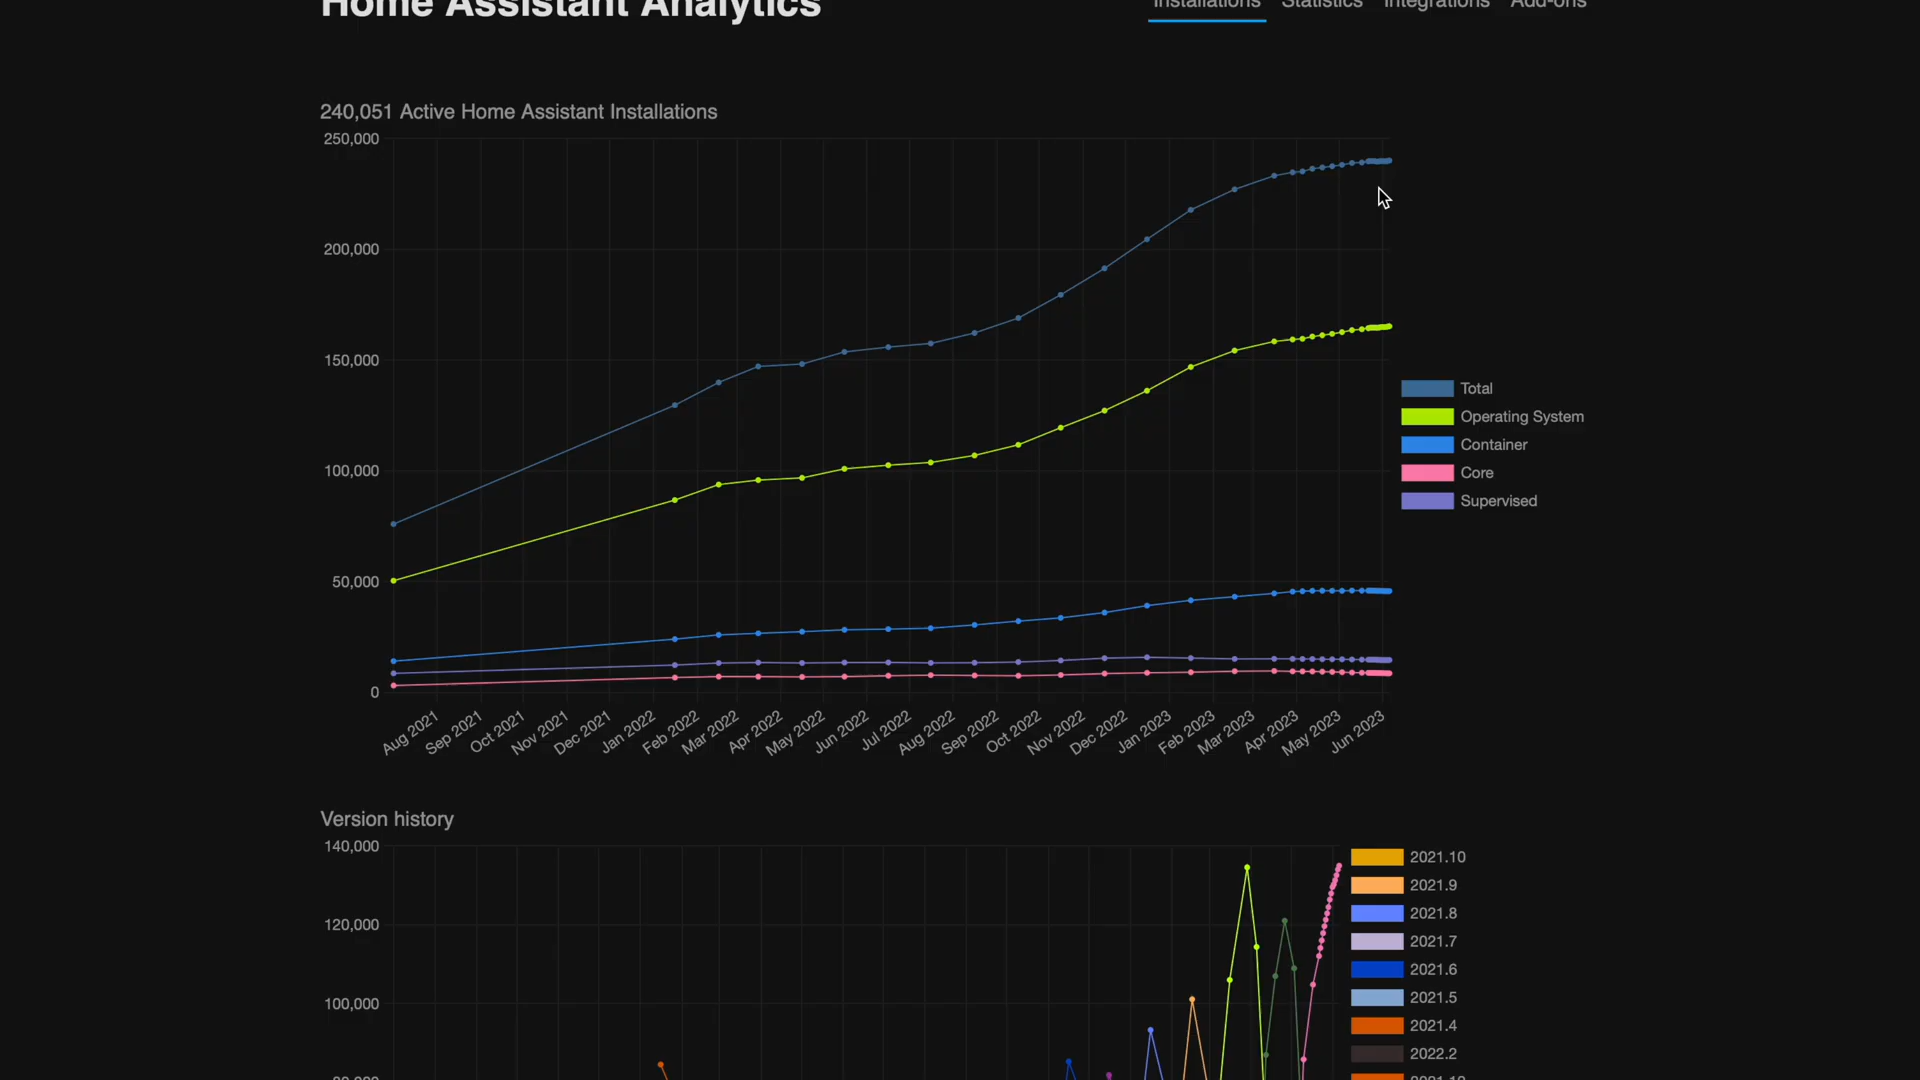 Home Assistant Analytics
Installations Statistics Integrations Add-ons
240,051 Active Home Assistant Installations
250,000
200,000
150,000
100,000
50,000
0
Aug 2021 Sep 2021 Oct 2021 Nov 2021 Dec 2021 Jan 2022 Feb 2022 Mar 2022 Apr 2022 May 2022 Jun 2022 Jul 2022 Aug 2022 Sep 2022 Oct 2022 Nov 2022 Dec 2022 Jan 2023 Feb 2023 Mar 2023 Apr 2023 May 2023 Jun 2023
Total
Operating System
Container
Core
Supervised
Version history
140,000
120,000
100,000
80,000
2021.10
2021.9
2021.8
2021.7
2021.6
2021.5
2021.4
2022.2